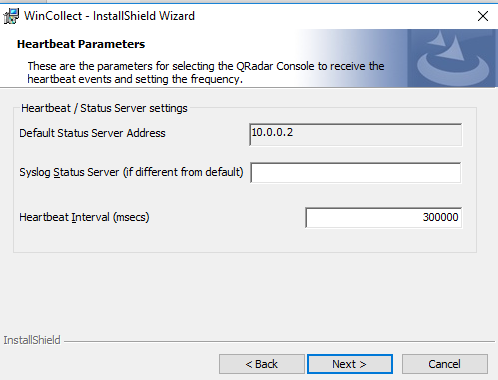 WinCollect - InstallShield Wizard
Heartbeat Parameters
These are the parameters for selecting the QRadar Console to receive the
heartbeat events and setting the frequency.
Heartbeat / Status Server settings
Default Status Server Address
10.0.0.2
Syslog Status Server (if different from default)
Heartbeat Interval (msecs)
300000
InstallShield
< Back
Next >
Cancel